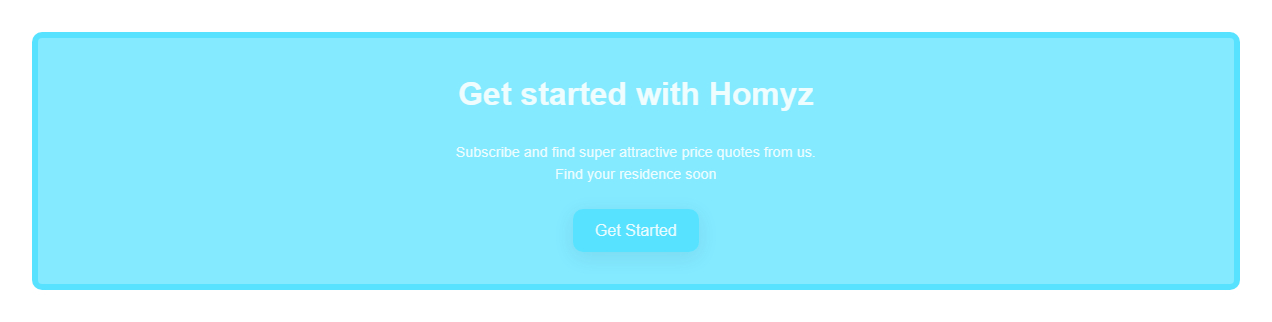 Get started with Homyz
Subscribe and find super attractive price quotes from us.
Find your residence soon
Get Started